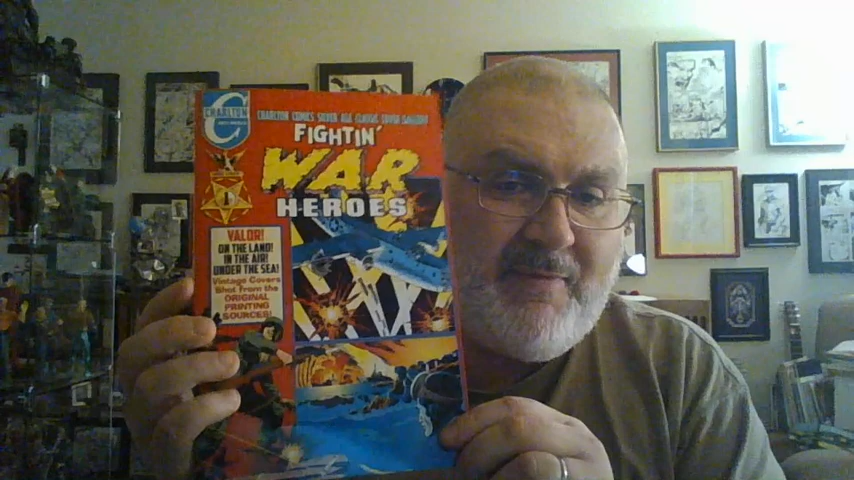 CHARLTON
CHARLTON COMICS SILVER AGE CLASSIC COVER GALLERY
FIGHTIN'
WAR
HEROES
1
VALOR!
ON THE LAND!
IN THE AIR!
UNDER THE SEA!
Vintage Covers
Shot From the
ORIGINAL
PRINTING
SOURCES!